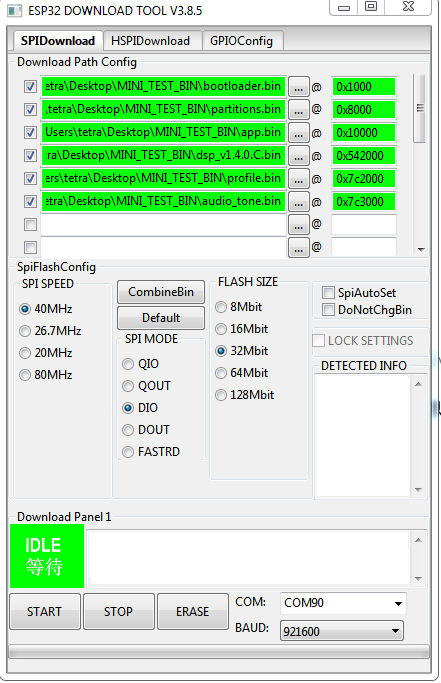 ESP32 DOWNLOAD TOOL V3.8.5
SPIDownload HSPIDownload GPIOConfig
Download Path Config
etra\Desktop\MINI_TEST_BIN\bootloader.bin ... @ 0x1000
.tetra\Desktop\MINI_TEST_BIN\partitions.bin ... @ 0x8000
Users\tetra\Desktop\MINI_TEST_BIN\app.bin ... @ 0x10000
:ra\Desktop\MINI_TEST_BIN\dsp_v1.4.0.C.bin ... @ 0x542000
ers\tetra\Desktop\MINI_TEST_BIN\profile.bin ... @ 0x7c2000
etra\Desktop\MINI_TEST_BIN\audio_tone.bin ... @ 0x7c3000
... @
... @
SpiFlashConfig
SPI SPEED
40MHz
26.7MHz
20MHz
80MHz
CombineBin
Default
SPI MODE
QIO
QOUT
DIO
DOUT
FASTRD
FLASH SIZE
8Mbit
16Mbit
32Mbit
64Mbit
128Mbit
SpiAutoSet
DoNotChgBin
LOCK SETTINGS
DETECTED INFO
Download Panel 1
IDLE
等待
START STOP ERASE
COM: COM90
BAUD: 921600